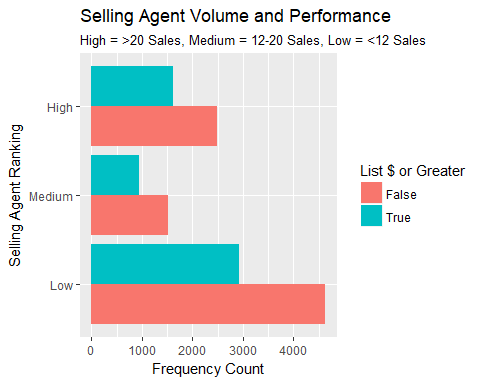 Selling Agent Volume and Performance
High = >20 Sales, Medium = 12-20 Sales, Low = <12 Sales
Selling Agent Ranking
High
Medium
Low
0 1000 2000 3000 4000
Frequency Count
List $ or Greater
False
True